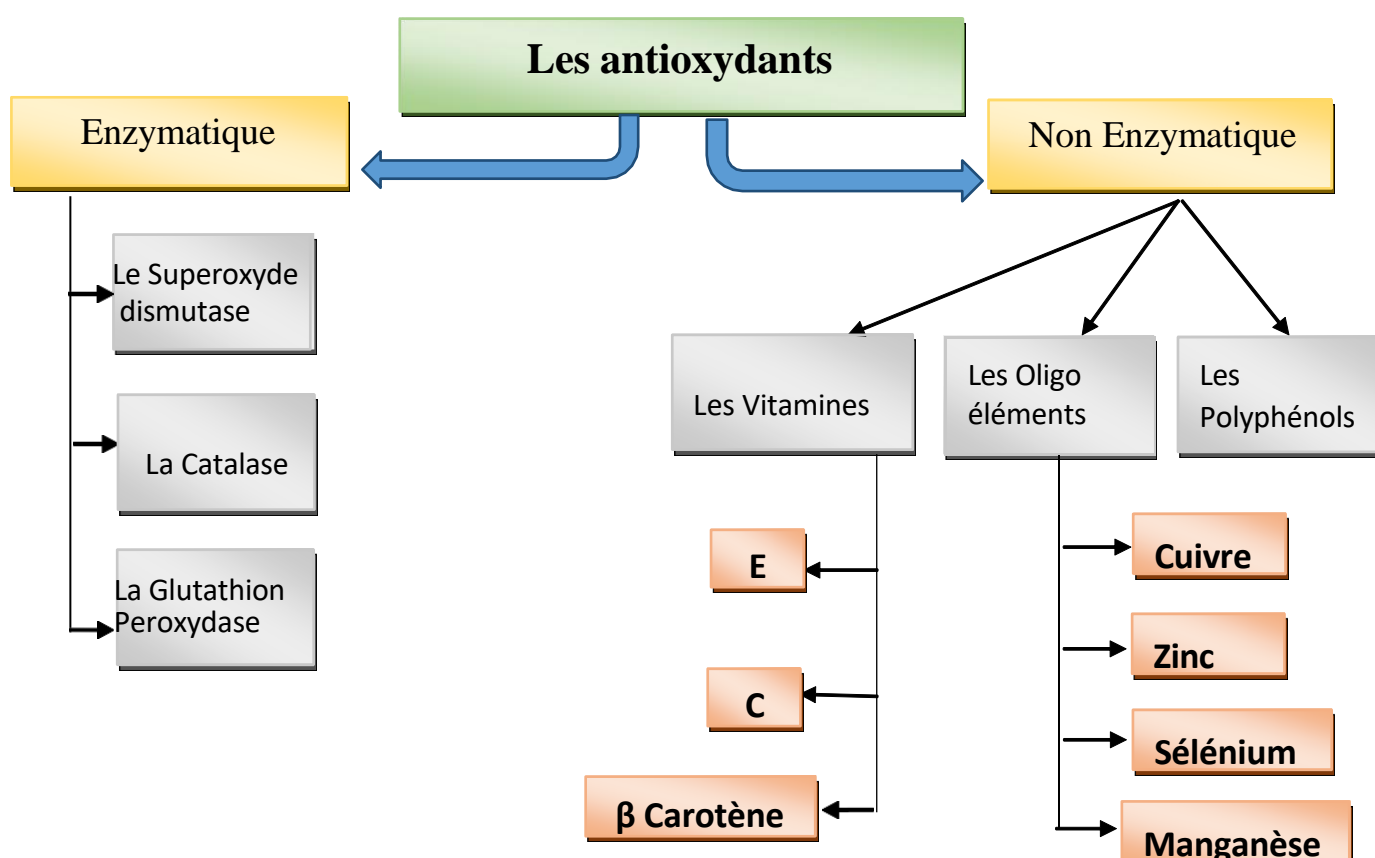 Les antioxydants
Enzymatique
Non Enzymatique
Le Superoxyde
dismutase
La Catalase
La Glutathion
Peroxydase
Les Vitamines
Les Oligo
éléments
Les
Polyphénols
E
C
β Carotène
Cuivre
Zinc
Sélénium
Manganèse